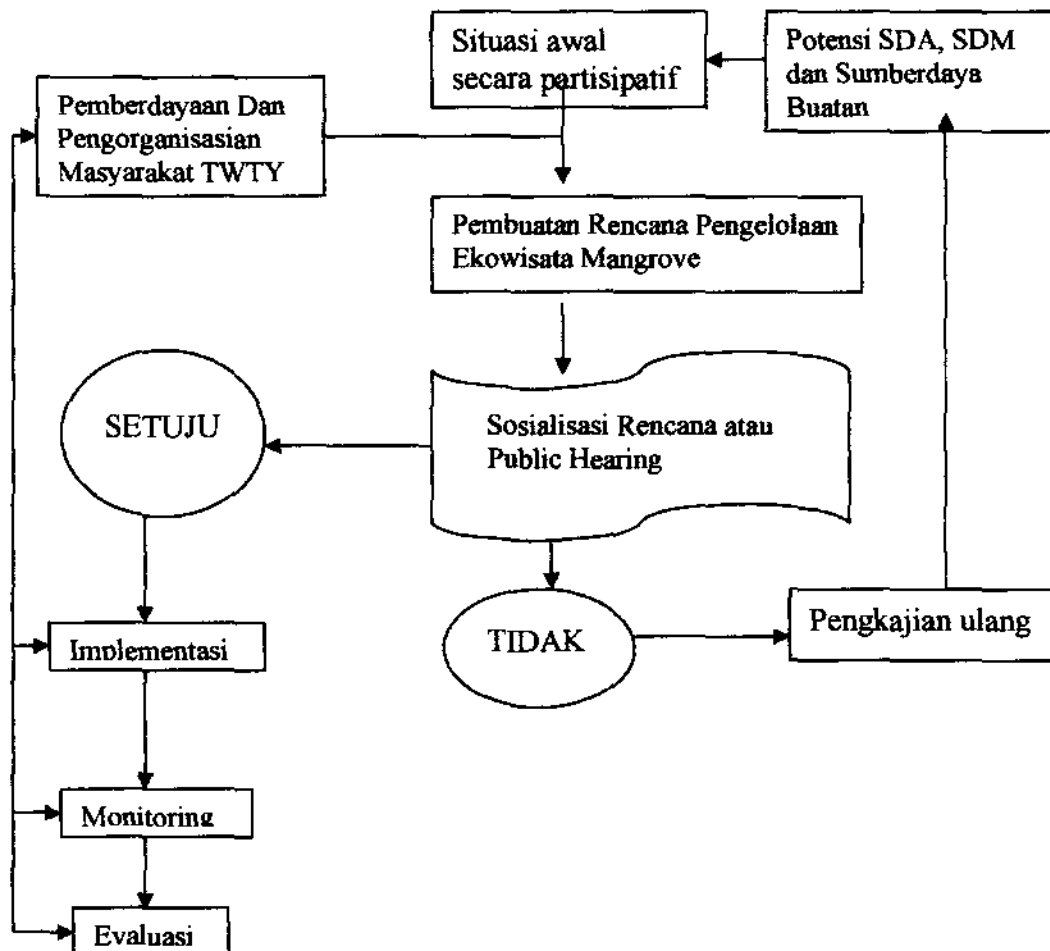 Situasi awal
secara partisipatif
Potensi SDA, SDM
dan Sumberdaya
Buatan
Pemberdayaan Dan
Pengorganisasian
Masyarakat TWTY
Pembuatan Rencana Pengelolaan
Ekowisata Mangrove
SETUJU
Sosialisasi Rencana atau
Public Hearing
TIDAK
Pengkajian ulang
Implementasi
Monitoring
Evaluasi